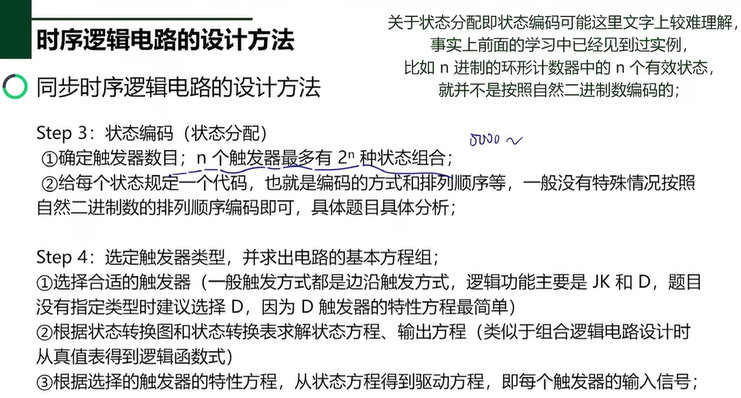 时序逻辑电路的设计方法
关于状态分配即状态编码可能这里文字上较难理解，
事实上前面的学习中已经见到过实例，
比如 n 进制的环形计数器中的 n 个有效状态，
就并不是按照自然二进制数编码的；
同步时序逻辑电路的设计方法
Step 3：状态编码（状态分配）
0000 ~
①确定触发器数目；n 个触发器最多有 2ⁿ 种状态组合；
②给每个状态规定一个代码，也就是编码的方式和排列顺序等，一般没有特殊情况按照
自然二进制数的排列顺序编码即可，具体题目具体分析；
Step 4：选定触发器类型，并求出电路的基本方程组；
①选择合适的触发器（一般触发方式都是边沿触发方式，逻辑功能主要是 JK 和 D，题目
没有指定类型时建议选择 D，因为 D 触发器的特性方程最简单）
②根据状态转换图和状态转换表求解状态方程、输出方程（类似于组合逻辑电路设计时
从真值表得到逻辑函数式）
③根据选择的触发器的特性方程，从状态方程得到驱动方程，即每个触发器的输入信号；